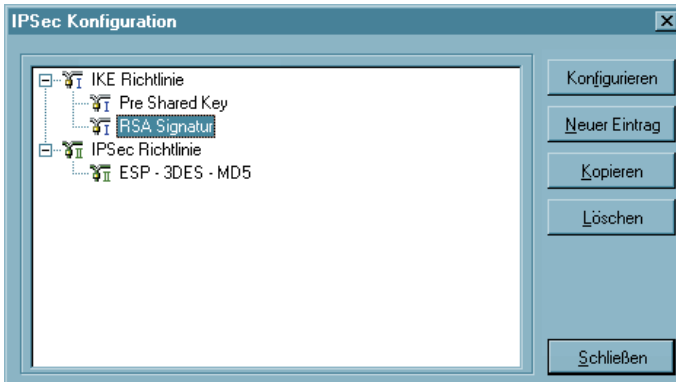 IPSec Konfiguration
IKE Richtlinie
Pre Shared Key
RSA Signatur
IPSec Richtlinie
ESP - 3DES - MD5
Konfigurieren
Neuer Eintrag
Kopieren
Löschen
Schließen